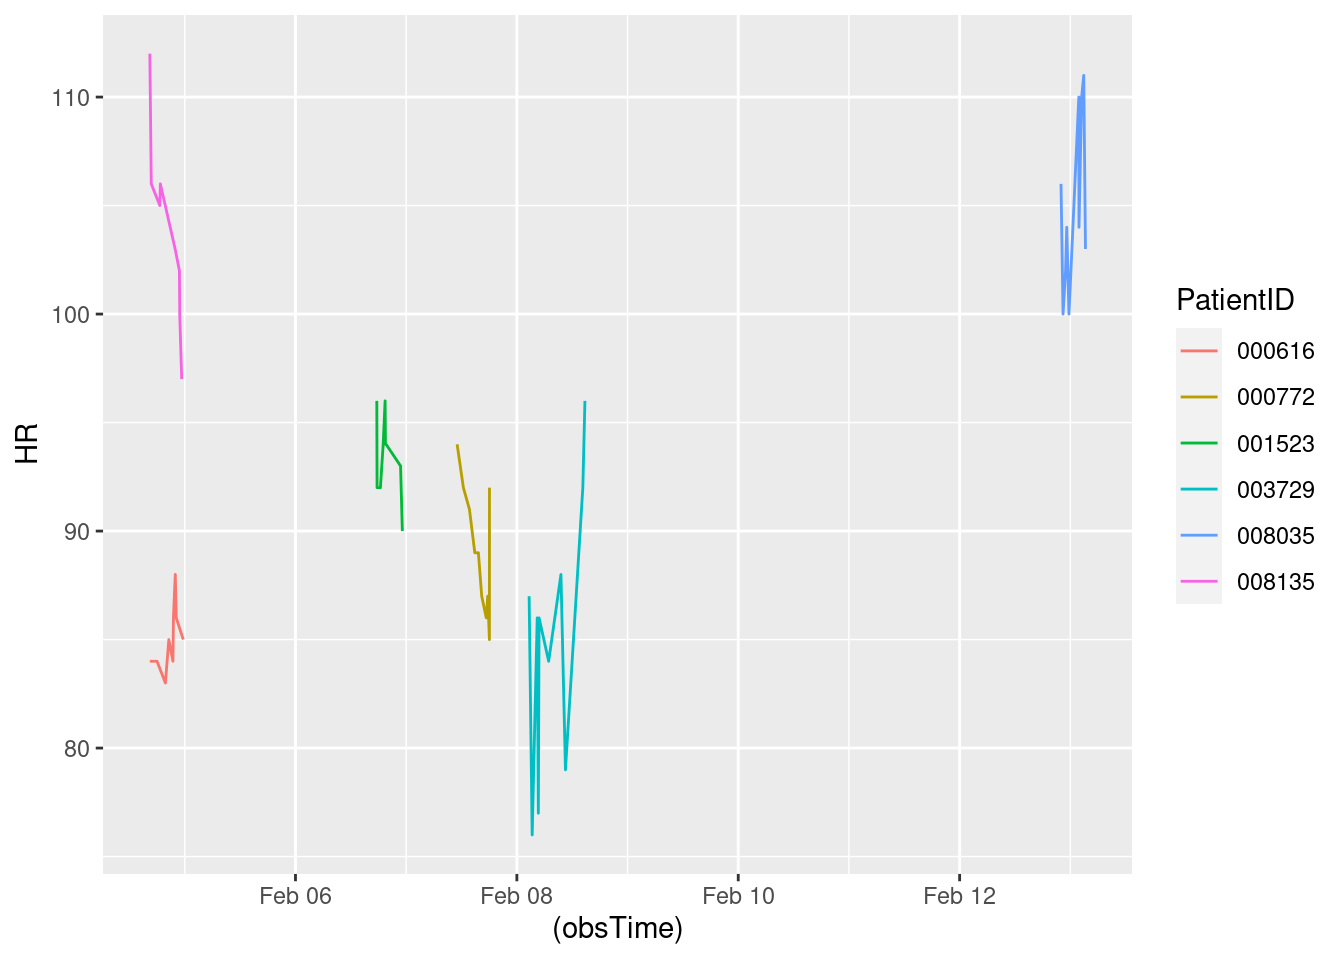 HR
110
100
90
80
Feb 06
Feb 08
Feb 10
Feb 12
(obsTime)
PatientID
000616
000772
001523
003729
008035
008135